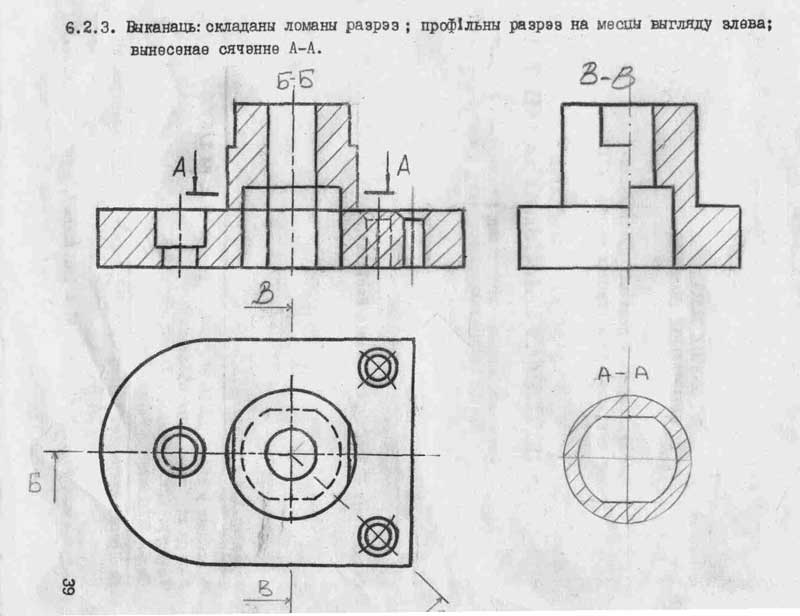 6.2.3. Выканаць: складаны ломаны разрэз; профільны разрэз на месцы выгляду злева;
вынесенае сячэнне А-А.
Б-Б
В-В
А
А
В
А-А
Б
В
39